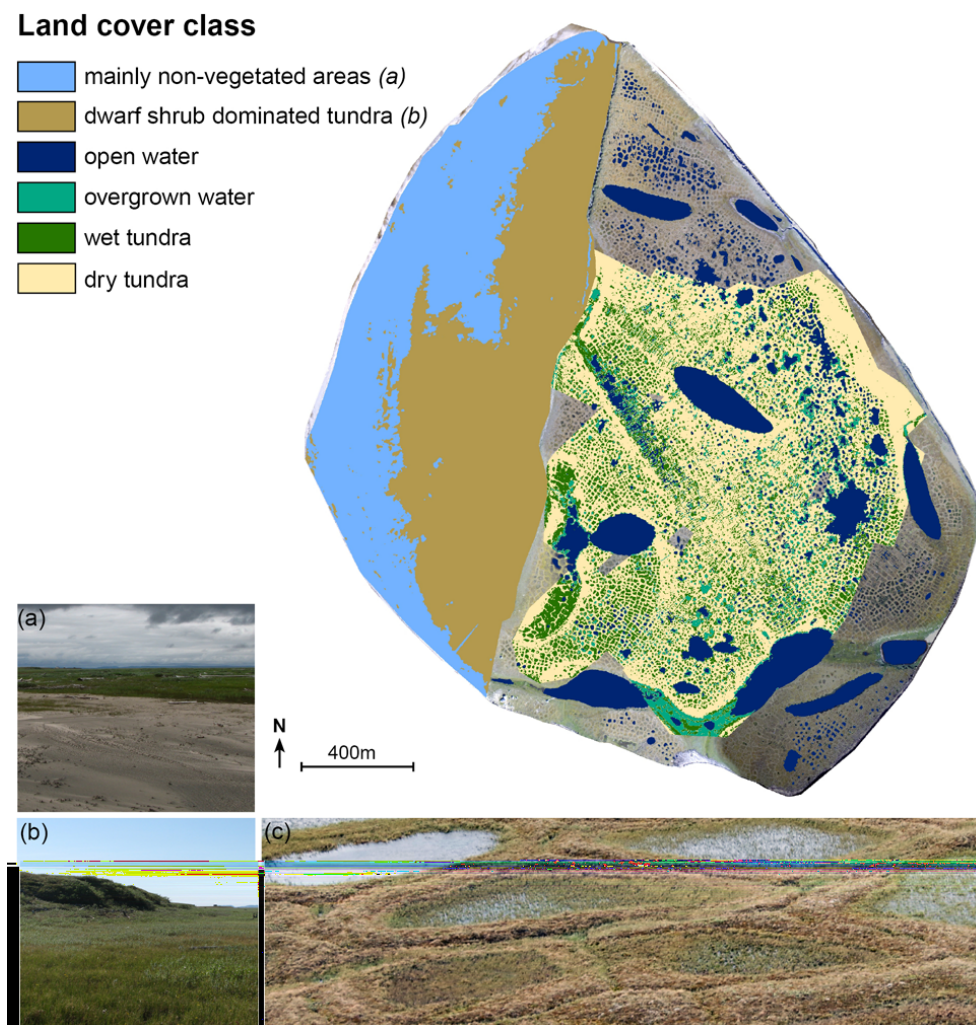 Land cover class
mainly non-vegetated areas (a)
dwarf shrub dominated tundra (b)
open water
overgrown water
wet tundra
dry tundra
(a)
N
400m
(b)
(c)